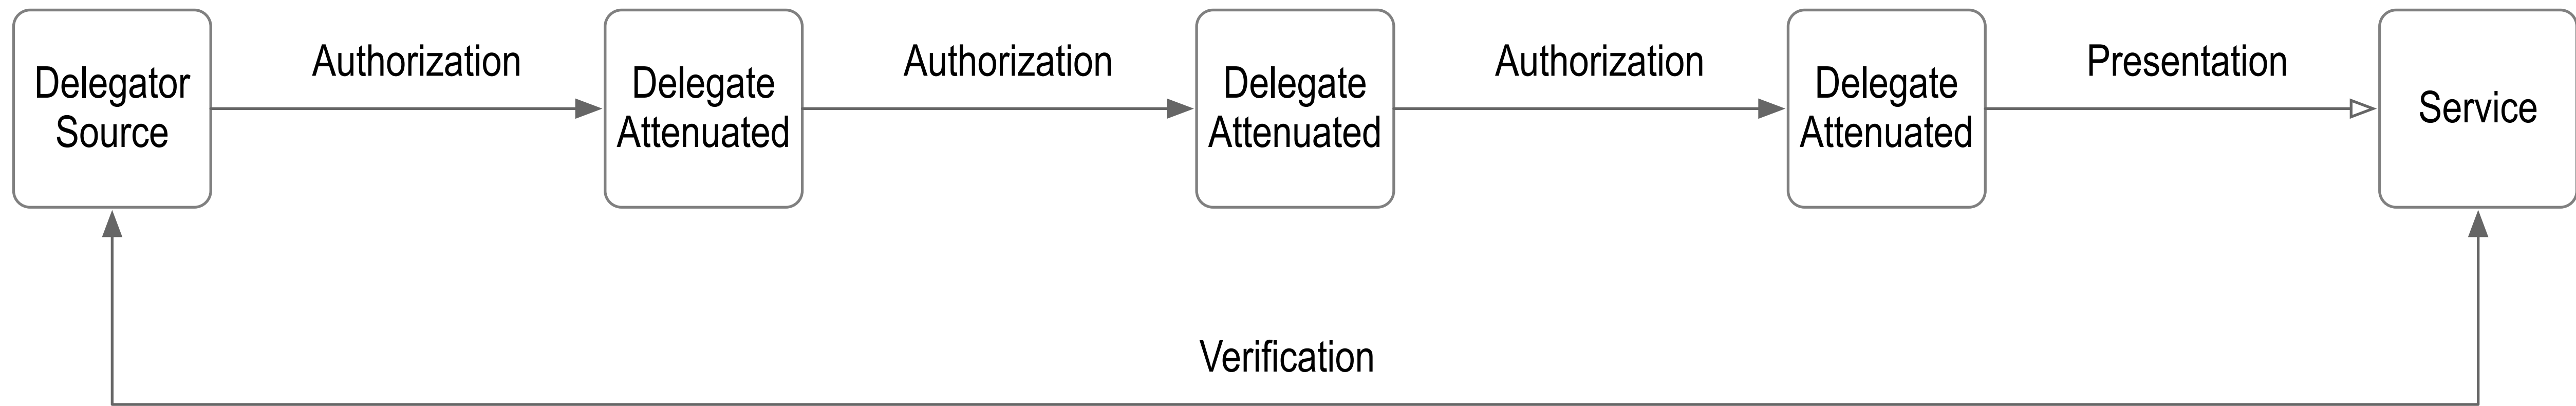 Delegator
Source
Authorization
Delegate
Attenuated
Authorization
Delegate
Attenuated
Authorization
Delegate
Attenuated
Presentation
Service
Verification